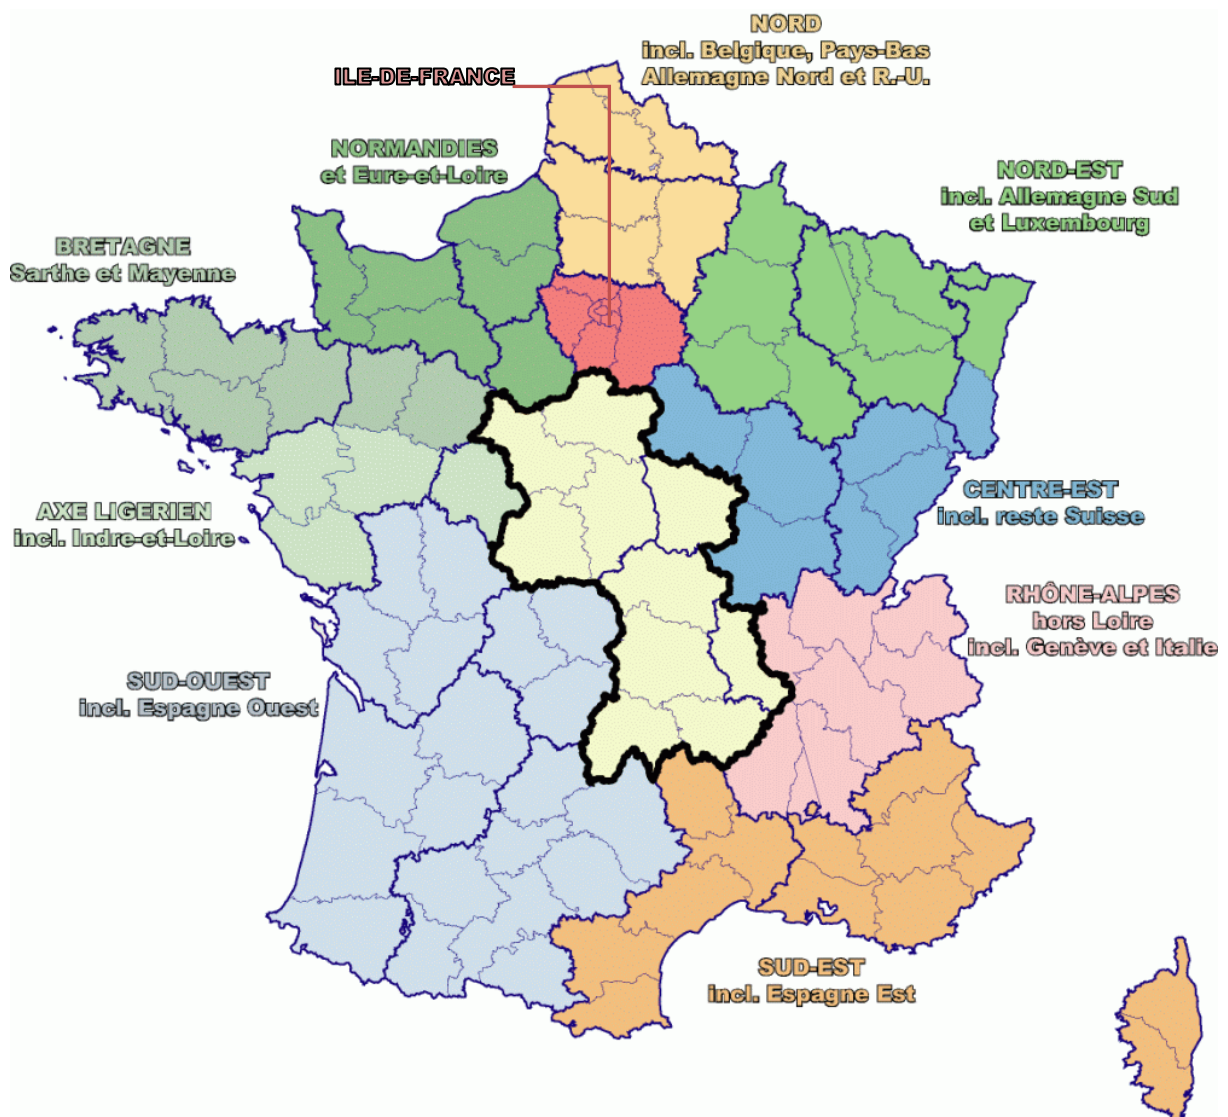 NORD
incl. Belgique, Pays-Bas
Allemagne Nord et R.-U.
ILE-DE-FRANCE
NORMANDIES
et Eure-et-Loire
NORD-EST
incl. Allemagne Sud
et Luxembourg
BRETAGNE
Sarthe et Mayenne
AXE LIGERIEN
incl. Indre-et-Loire
CENTRE-EST
incl. reste Suisse
RHÔNE-ALPES
hors Loire
incl. Genève et Italie
SUD-OUEST
incl. Espagne Ouest
SUD-EST
incl. Espagne Est